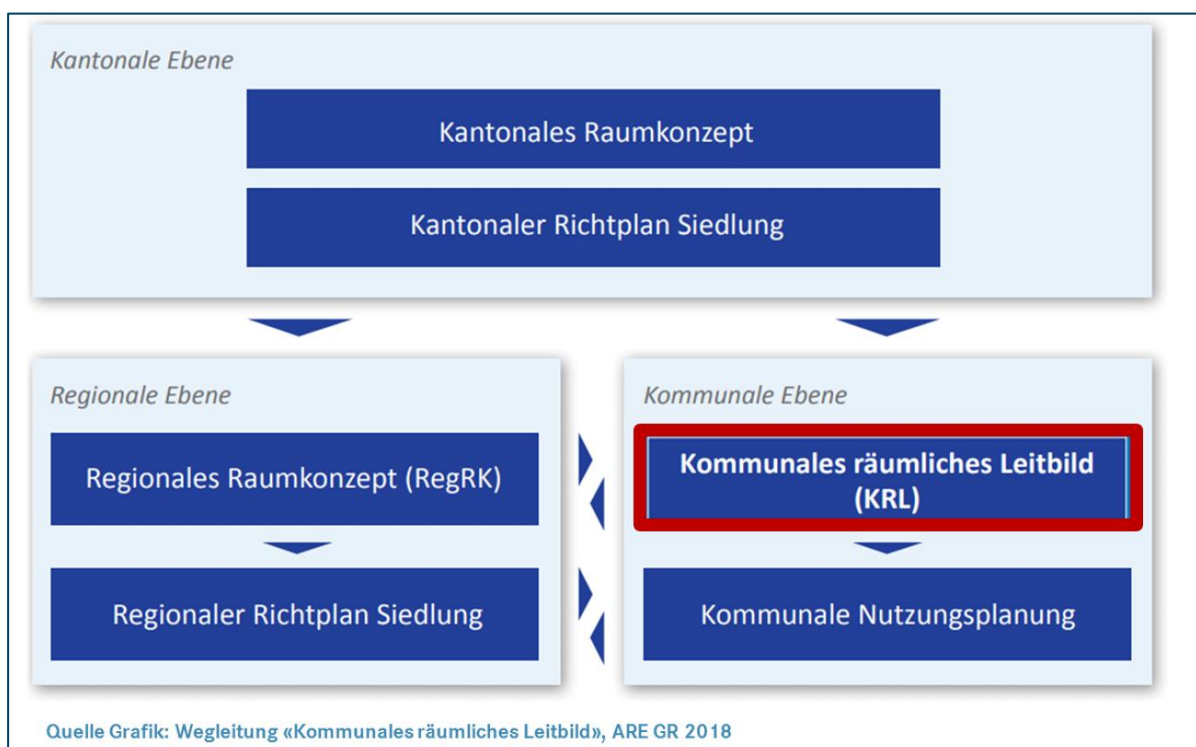 Kantonale Ebene
Kantonales Raumkonzept
Kantonaler Richtplan Siedlung
Regionale Ebene
Regionales Raumkonzept (RegRK)
Regionaler Richtplan Siedlung
Kommunale Ebene
Kommunales räumliches Leitbild
(KRL)
Kommunale Nutzungsplanung
Quelle Grafik: Wegleitung «Kommunales räumliches Leitbild», ARE GR 2018